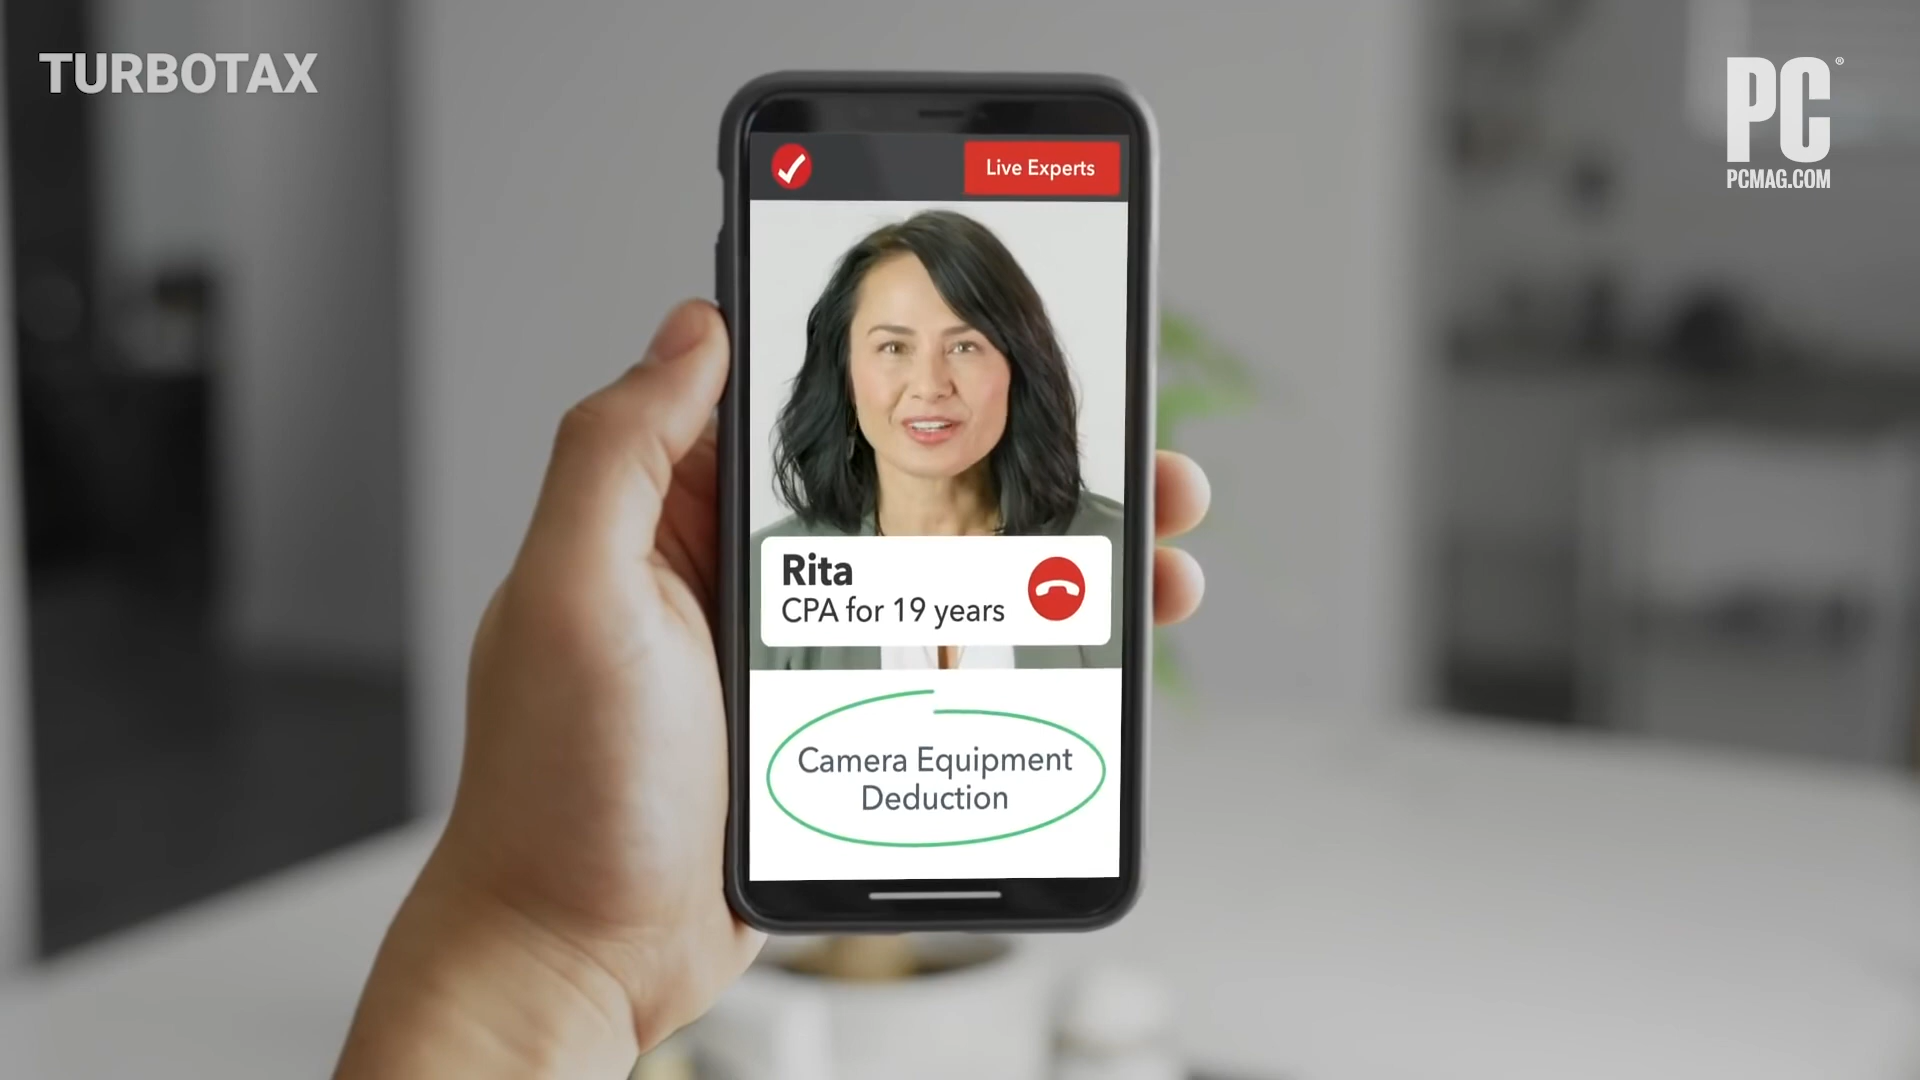 TURBOTAX
PC®
PCMAG.COM
Live Experts
Rita
CPA for 19 years
Camera Equipment
Deduction